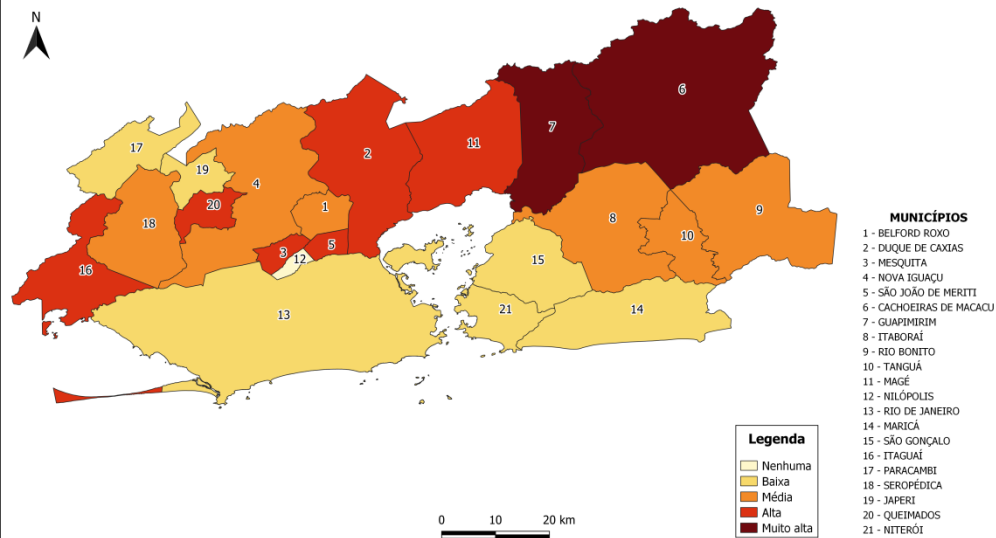 N
6
7
11
2
17
19
4
20
1
18
8
9
10
3
5
12
16
15
13
21
14
MUNICÍPIOS
1 - BELFORD ROXO
2 - DUQUE DE CAXIAS
3 - MESQUITA
4 - NOVA IGUAÇU
5 - SÃO JOÃO DE MERITI
6 - CACHOEIRAS DE MACACU
7 - GUAPIMIRIM
8 - ITABORAÍ
9 - RIO BONITO
10 - TANGUÁ
11 - MAGÉ
12 - NILÓPOLIS
13 - RIO DE JANEIRO
14 - MARICÁ
15 - SÃO GONÇALO
16 - ITAGUAÍ
17 - PARACAMBI
18 - SEROPÉDICA
19 - JAPERI
20 - QUEIMADOS
21 - NITERÓI
Legenda
Nenhuma
Baixa
Média
Alta
Muito alta
0 10 20 km